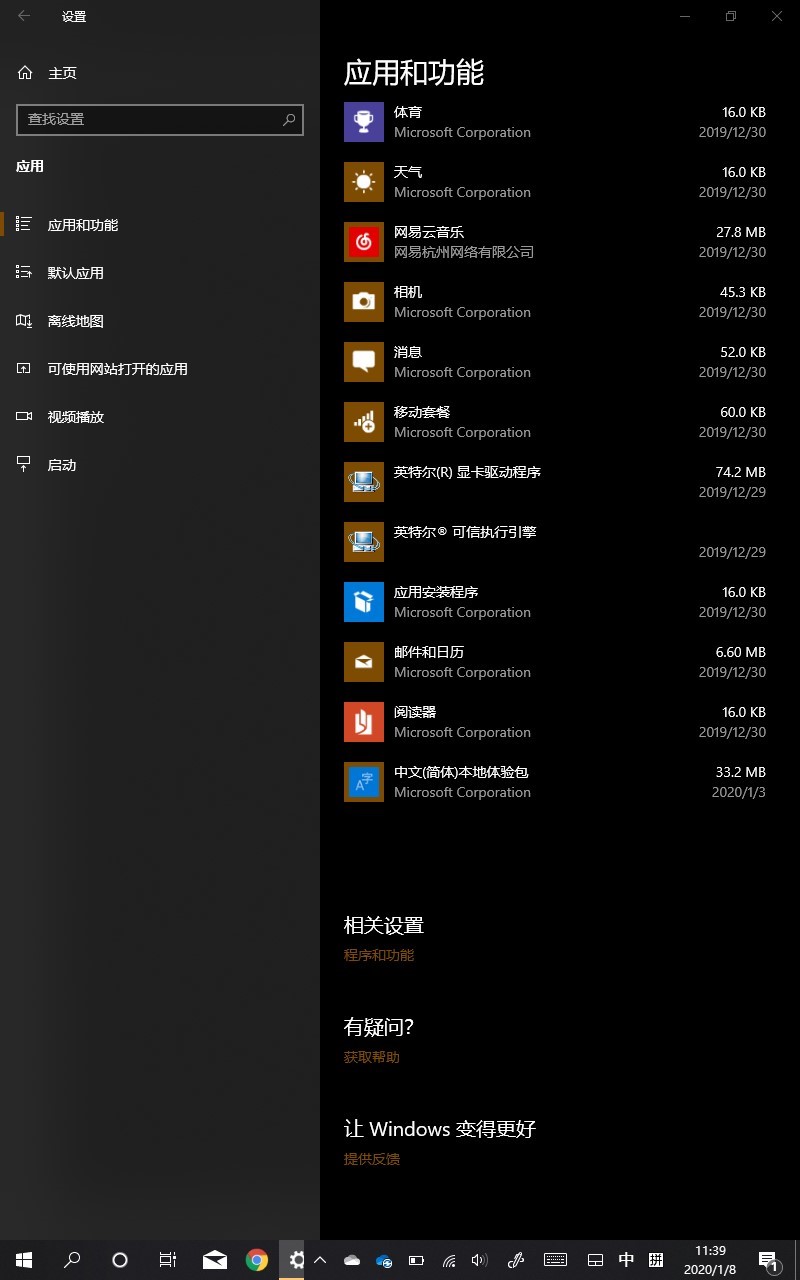 设置
主页
查找设置
应用
应用和功能
默认应用
离线地图
可使用网站打开的应用
视频播放
启动
应用和功能
体育 16.0 KB
Microsoft Corporation 2019/12/30
天气 16.0 KB
Microsoft Corporation 2019/12/30
网易云音乐 27.8 MB
网易杭州网络有限公司 2019/12/30
相机 45.3 KB
Microsoft Corporation 2019/12/30
消息 52.0 KB
Microsoft Corporation 2019/12/30
移动套餐 60.0 KB
Microsoft Corporation 2019/12/30
英特尔(R) 显卡驱动程序 74.2 MB
2019/12/29
英特尔® 可信执行引擎
2019/12/29
应用安装程序 16.0 KB
Microsoft Corporation 2019/12/30
邮件和日历 6.60 MB
Microsoft Corporation 2019/12/30
阅读器 16.0 KB
Microsoft Corporation 2019/12/30
A字
中文(简体)本地体验包 33.2 MB
Microsoft Corporation 2020/1/3
相关设置
程序和功能
有疑问?
获取帮助
让 Windows 变得更好
提供反馈
中 拼 11:39
2020/1/8 1